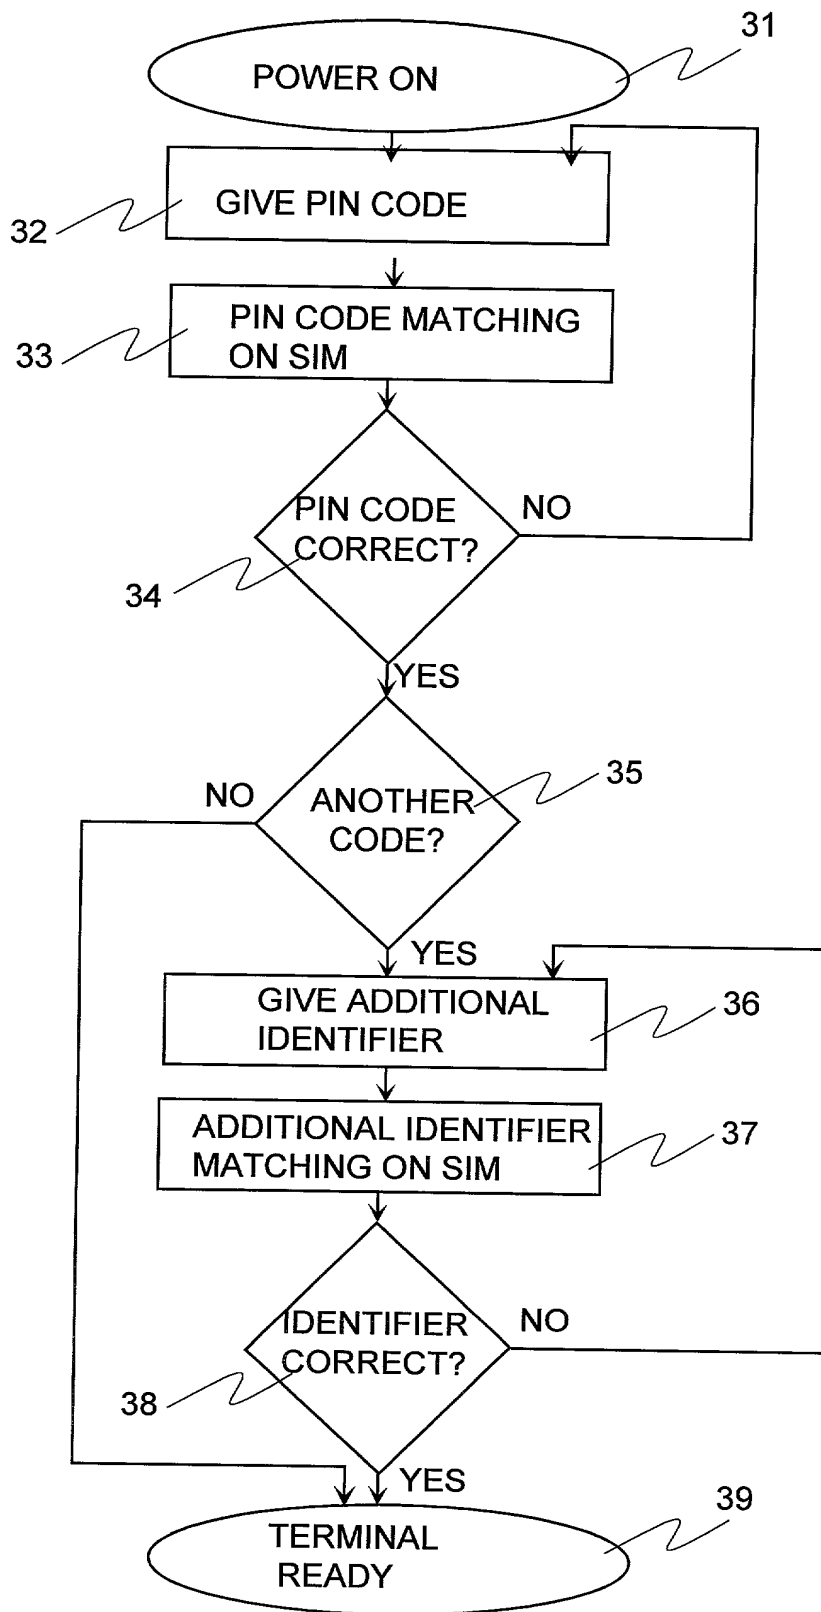 31
POWER ON
GIVE PIN CODE
32
PIN CODE MATCHING
ON SIM
33
PIN CODE
CORRECT?
NO
34
YES
35
NO
ANOTHER
CODE?
YES
GIVE ADDITIONAL
IDENTIFIER
36
ADDITIONAL IDENTIFIER
MATCHING ON SIM
37
IDENTIFIER
CORRECT?
NO
38
YES
39
TERMINAL
READY